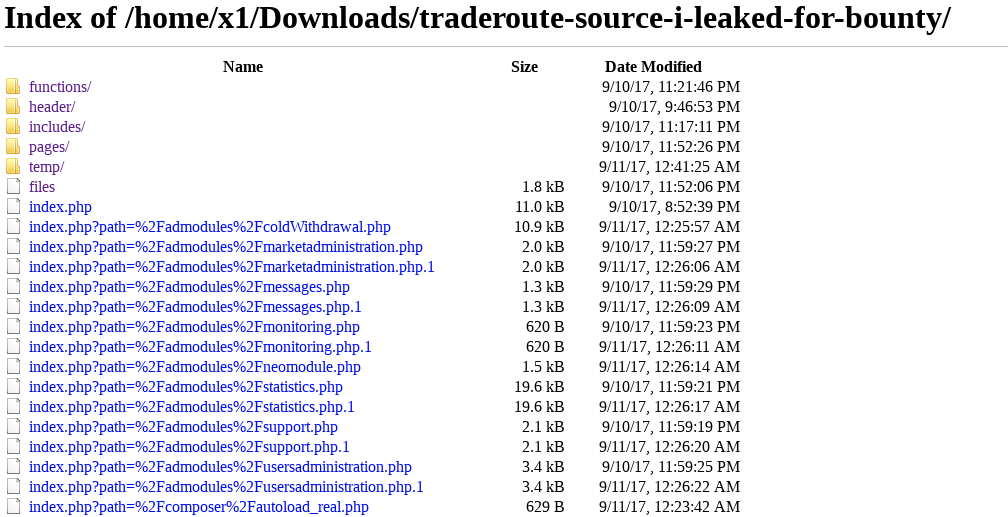 Index of /home/x1/Downloads/traderoute-source-i-leaked-for-bounty/
Name Size Date Modified
functions/ 9/10/17, 11:21:46 PM
header/ 9/10/17, 9:46:53 PM
includes/ 9/10/17, 11:17:11 PM
pages/ 9/10/17, 11:52:26 PM
temp/ 9/11/17, 12:41:25 AM
files 1.8 kB 9/10/17, 11:52:06 PM
index.php 11.0 kB 9/10/17, 8:52:39 PM
index.php?path=%2Fadmodules%2FcoldWithdrawal.php 10.9 kB 9/11/17, 12:25:57 AM
index.php?path=%2Fadmodules%2Fmarketadministration.php 2.0 kB 9/10/17, 11:59:27 PM
index.php?path=%2Fadmodules%2Fmarketadministration.php.1 2.0 kB 9/11/17, 12:26:06 AM
index.php?path=%2Fadmodules%2Fmessages.php 1.3 kB 9/10/17, 11:59:29 PM
index.php?path=%2Fadmodules%2Fmessages.php.1 1.3 kB 9/11/17, 12:26:09 AM
index.php?path=%2Fadmodules%2Fmonitoring.php 620 B 9/10/17, 11:59:23 PM
index.php?path=%2Fadmodules%2Fmonitoring.php.1 620 B 9/11/17, 12:26:11 AM
index.php?path=%2Fadmodules%2Fneomodule.php 1.5 kB 9/11/17, 12:26:14 AM
index.php?path=%2Fadmodules%2Fstatistics.php 19.6 kB 9/10/17, 11:59:21 PM
index.php?path=%2Fadmodules%2Fstatistics.php.1 19.6 kB 9/11/17, 12:26:17 AM
index.php?path=%2Fadmodules%2Fsupport.php 2.1 kB 9/10/17, 11:59:19 PM
index.php?path=%2Fadmodules%2Fsupport.php.1 2.1 kB 9/11/17, 12:26:20 AM
index.php?path=%2Fadmodules%2Fusersadministration.php 3.4 kB 9/10/17, 11:59:25 PM
index.php?path=%2Fadmodules%2Fusersadministration.php.1 3.4 kB 9/11/17, 12:26:22 AM
index.php?path=%2Fcomposer%2Fautoload_real.php 629 B 9/11/17, 12:23:42 AM